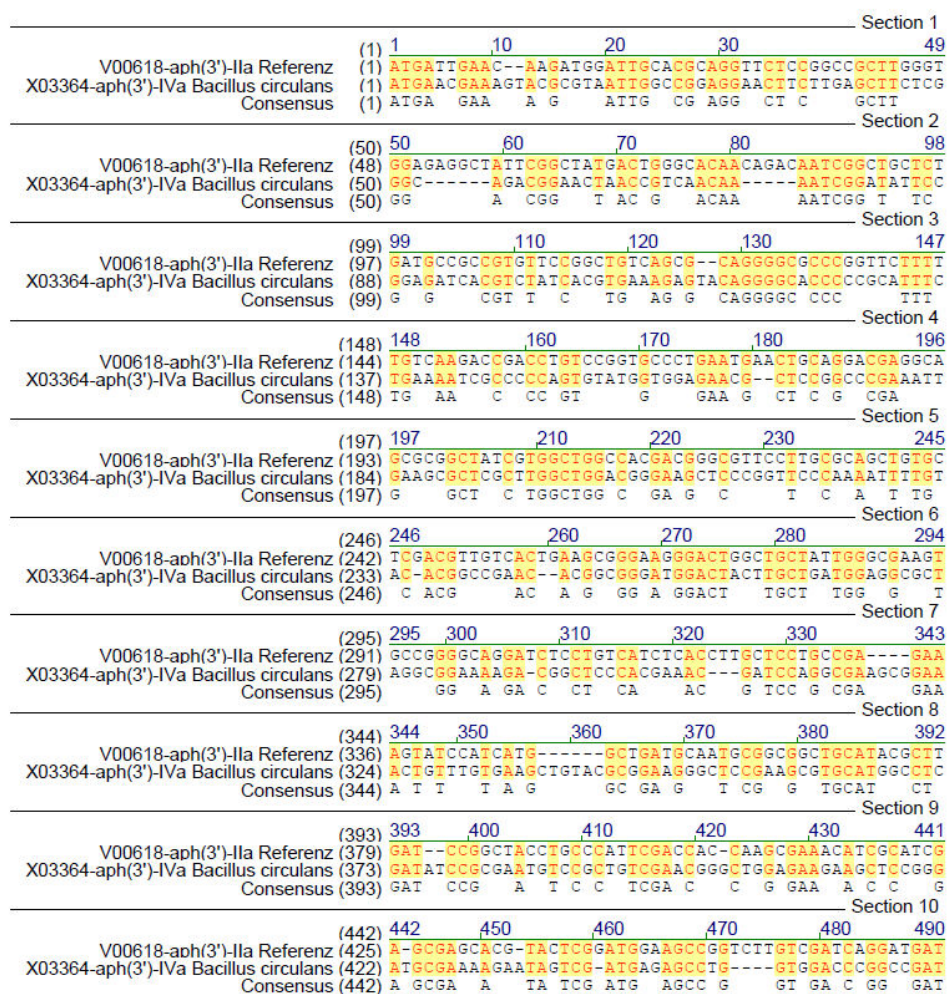 Section 1
(1) 1 10 20 30 49
V00618-aph(3')-IIa Referenz (1) ATGATTGAAC--AAGATGGATTGCACGCAGGTTCTCCGGCCGCTTGGGT
X03364-aph(3')-IVa Bacillus circulans (1) ATGAACGAAAGTACGCGTAATTGGCCGGAGGAACTTCTTGAGCTTCTCG
Consensus (1) ATGA GAA A G ATTG CG AGG CT C GCTT
Section 2
(50) 50 60 70 80 98
V00618-aph(3')-IIa Referenz (48) GGAGAGGCTATTCGGCTATGACTGGGCACAACAGACAATCGGCTGCTCT
X03364-aph(3')-IVa Bacillus circulans (50) GGC------AGACGGAACTAACCGTCAACAA-----AATCGGATATTCC
Consensus (50) GG A CGG T AC G ACAA AATCGG T TC
Section 3
(99) 99 110 120 130 147
V00618-aph(3')-IIa Referenz (97) GATGCCGCCGTGTTCCGGCTGTCAGCG--CAGGGGCGCCCGGTTCTTTT
X03364-aph(3')-IVa Bacillus circulans (88) GGAGATCACGTCTATCACGTGAAAGAGTACAGGGGCACCCCCGCATTTC
Consensus (99) G G CGT T C TG AG G CAGGGGC CCC TTT
Section 4
(148) 148 160 170 180 196
V00618-aph(3')-IIa Referenz (144) TGTCAAGACCGACCTGTCCGGTGCCCTGAATGAACTGCAGGACGAGGCA
X03364-aph(3')-IVa Bacillus circulans (137) TGAAAATCGCCCCCAGTGTATGGTGGAGAACG--CTCCGGCCCGAAATT
Consensus (148) TG AA C CC GT G GAA G CT C G CGA
Section 5
(197) 197 210 220 230 245
V00618-aph(3')-IIa Referenz (193) GCGCGGCTATCGTGGCTGGCCACGACGGGCGTTCCTTGCGCAGCTGTGC
X03364-aph(3')-IVa Bacillus circulans (184) GAAGCGCTCGCTTGGCTGGACGGGAAGCTCCCGGTTCCCAAAATTTTGT
Consensus (197) G GCT C TGGCTGG C GA G C T C A T TG
Section 6
(246) 246 260 270 280 294
V00618-aph(3')-IIa Referenz (242) TCGACGTTGTCACTGAAGCGGGAAGGGACTGGCTGCTATTGGGCGAAGT
X03364-aph(3')-IVa Bacillus circulans (233) AC-ACGGCCGAAC--ACGGCGGGATGGACTACTTGCTGATGGAGGCGCT
Consensus (246) C ACG AC A G GG A GGACT TGCT TGG G T
Section 7
(295) 295 300 310 320 330 343
V00618-aph(3')-IIa Referenz (291) GCCGGGGCAGGATCTCCTGTCATCTCACCTTGCTCCTGCCGA----GAA
X03364-aph(3')-IVa Bacillus circulans (279) AGGCGGAAAAGA-CGGCTCCCACGAAAC---GATCCAGGCGAAGCGGAA
Consensus (295) GG A GA C CT CA AC G TCC G CGA GAA
Section 8
(344) 344 350 360 370 380 392
V00618-aph(3')-IIa Referenz (336) AGTATCCATCATG------GCTGATGCAATGCGGCGGCTGCATACGCTT
X03364-aph(3')-IVa Bacillus circulans (324) ACTGTTTGTGAAGCTGTACGCGGAAGGGCTCCGAAGCGTGCATGGCCTC
Consensus (344) A T T T A G GC GA G T CG G TGCAT CT
Section 9
(393) 393 400 410 420 430 441
V00618-aph(3')-IIa Referenz (379) GAT--CCGGCTACCTGCCCATTCGACCAC-CAAGCGAAACATCGCATCG
X03364-aph(3')-IVa Bacillus circulans (373) GATATCCGCGAATGTCCGCTGTCGAACGGGCTGGAGAAGAAGCTCCGGG
Consensus (393) GAT CCG A T CC C TCGA C C G GAA A C C G
Section 10
(442) 442 450 460 470 480 490
V00618-aph(3')-IIa Referenz (425) A-GCGAGCACG-TACTCGGATGGAAGCCGGTCTTGTCGATCAGGATGAT
X03364-aph(3')-IVa Bacillus circulans (422) ATGCGAAAAGAATAGTCG-ATGAGAGCCTG----GTGGACCCGGCCGAT
Consensus (442) A GCGA A TA TCG ATG AGCC G GT GA C GG GAT